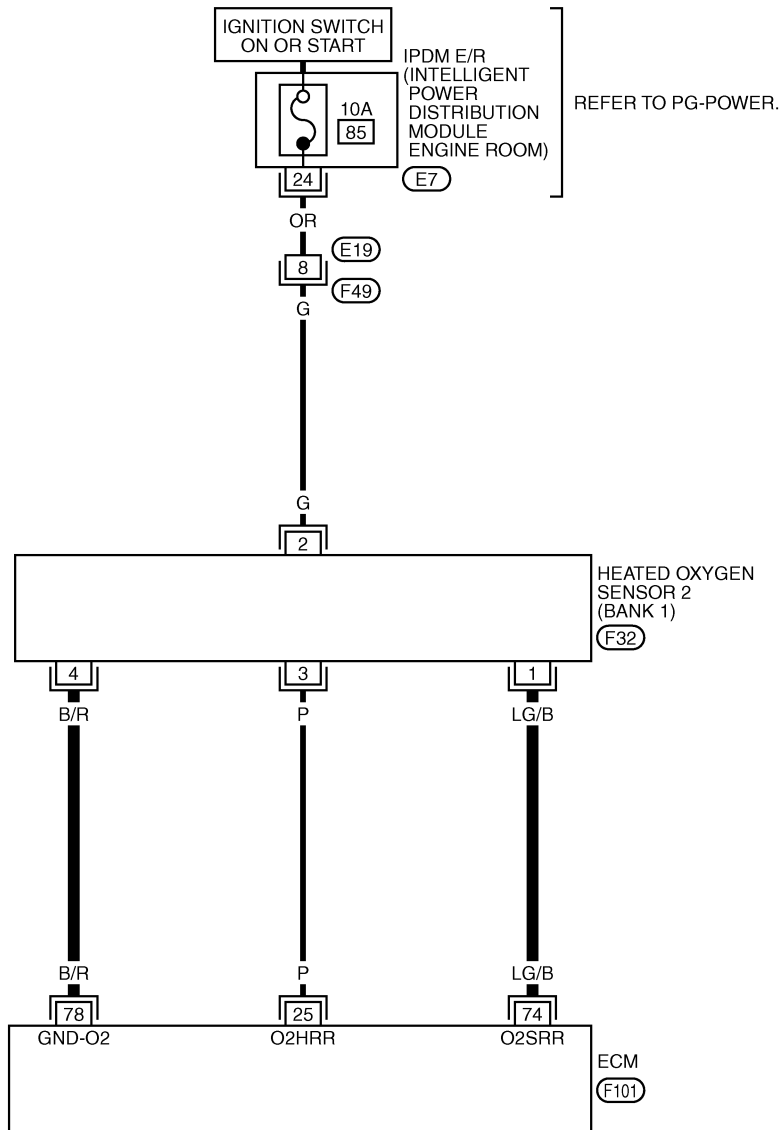 IGNITION SWITCH
ON OR START
IPDM E/R
(INTELLIGENT
POWER
DISTRIBUTION
MODULE
ENGINE ROOM)
REFER TO PG-POWER.
10A
85
24
E7
OR
E19
8
F49
G
G
2
HEATED OXYGEN
SENSOR 2
(BANK 1)
F32
4
3
1
B/R
P
LG/B
B/R
P
LG/B
78
25
74
GND-O2
O2HRR
O2SRR
ECM
F101